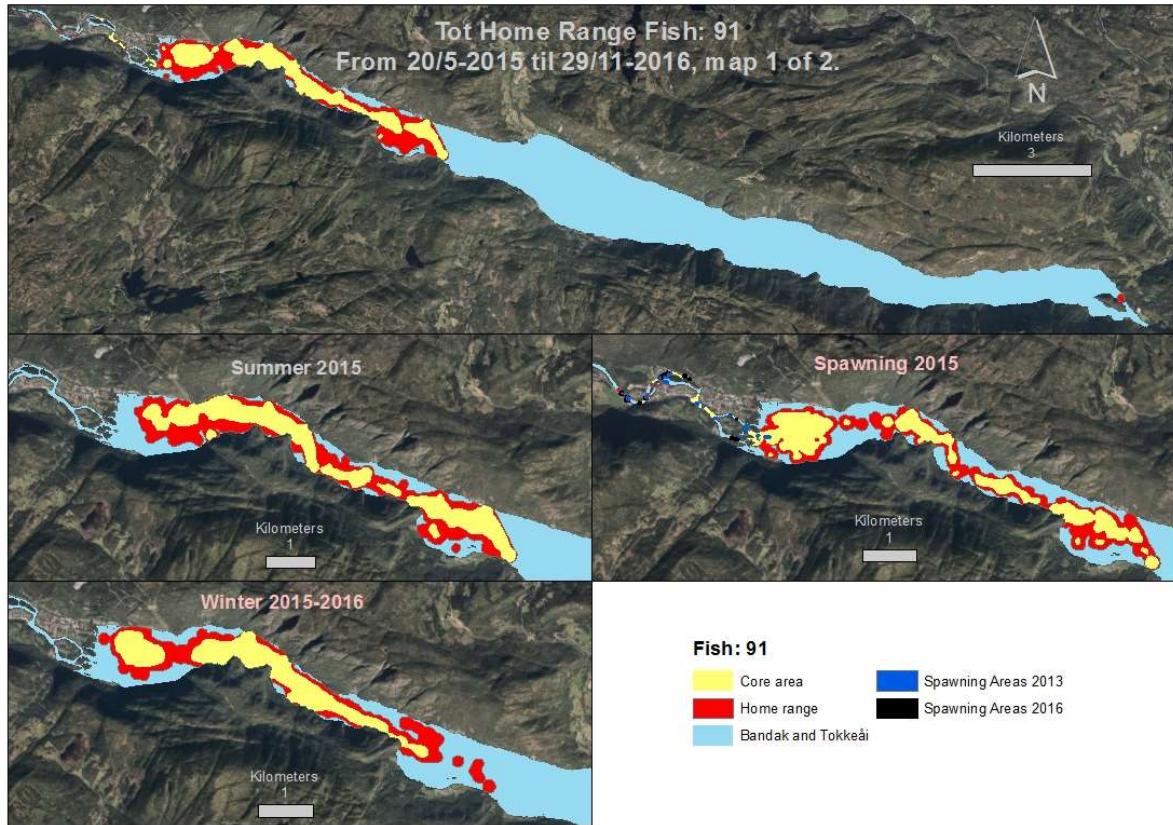 Tot Home Range Fish: 91
From 20/5-2015 til 29/11-2016, map 1 of 2.
N
Kilometers
3
Summer 2015
Kilometers
1
Spawning 2015
Kilometers
1
Winter 2015-2016
Kilometers
1
Fish: 91
Core area
Spawning Areas 2013
Home range
Spawning Areas 2016
Bandak and Tokkeåi